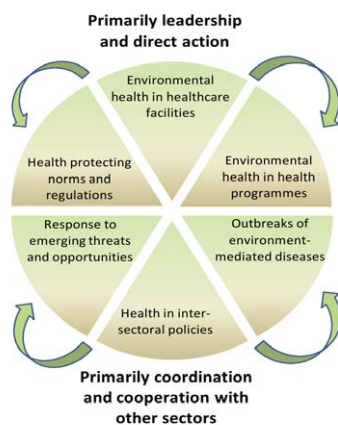 Primarily leadership
and direct action
Environmental
health in healthcare
facilities
Health protecting
norms and
regulations
Environmental
health in health
programmes
Response to
emerging threats
and opportunities
Outbreaks of
environment-
mediated diseases
Health in inter-
sectoral policies
Primarily coordination
and cooperation with
other sectors